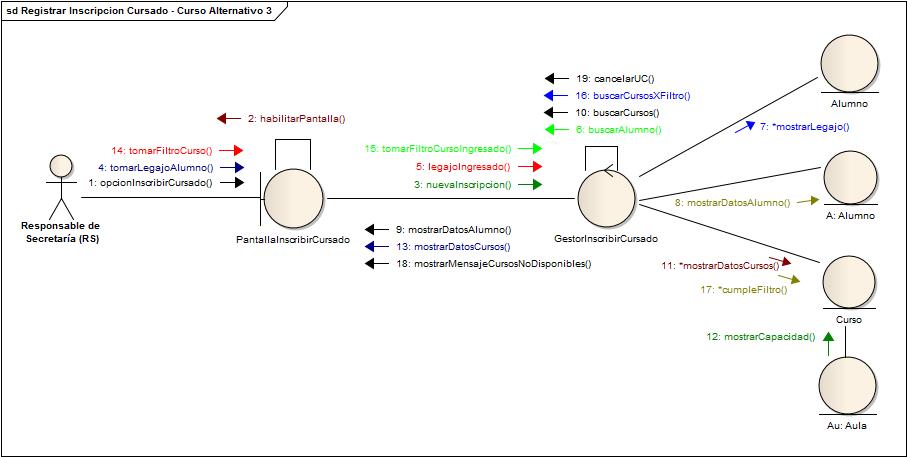 sd Registrar Inscripcion Cursado - Curso Alternativo 3
19: cancelarUC()
16: buscarCursosXFiltro()
10: buscarCursos()
6: buscarAlumno()
Alumno
2: habilitarPantalla()
7: *mostrarLegajo()
14: tomarFiltroCurso()
4: tomarLegajoAlumno()
1: opcionInscribirCursado()
15: tomarFiltroCursoIngresado()
5: legajoIngresado()
3: nuevaInscripcion()
8: mostrarDatosAlumno()
A: Alumno
Responsable de
Secretaría (RS)
PantallaInscribirCursado
9: mostrarDatosAlumno()
13: mostrarDatosCursos()
18: mostrarMensajeCursosNoDisponibles()
GestorInscribirCursado
11: *mostrarDatosCursos()
17: *cumpleFiltro()
Curso
12: mostrarCapacidad()
Au: Aula